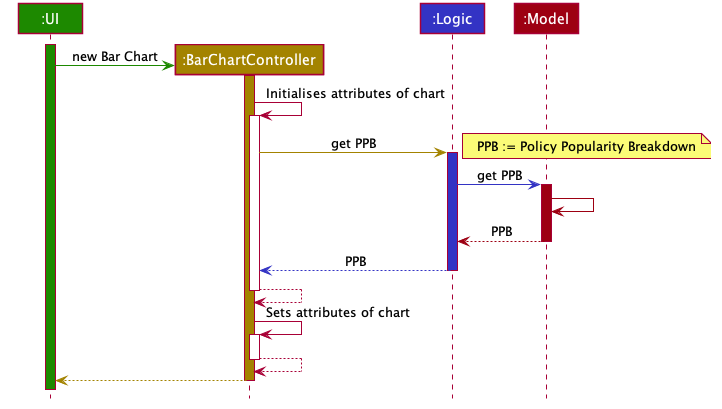 :UI
:Logic
:Model
new Bar Chart
:BarChartController
Initialises attributes of chart
get PPB
PPB := Policy Popularity Breakdown
get PPB
PPB
PPB
Sets attributes of chart